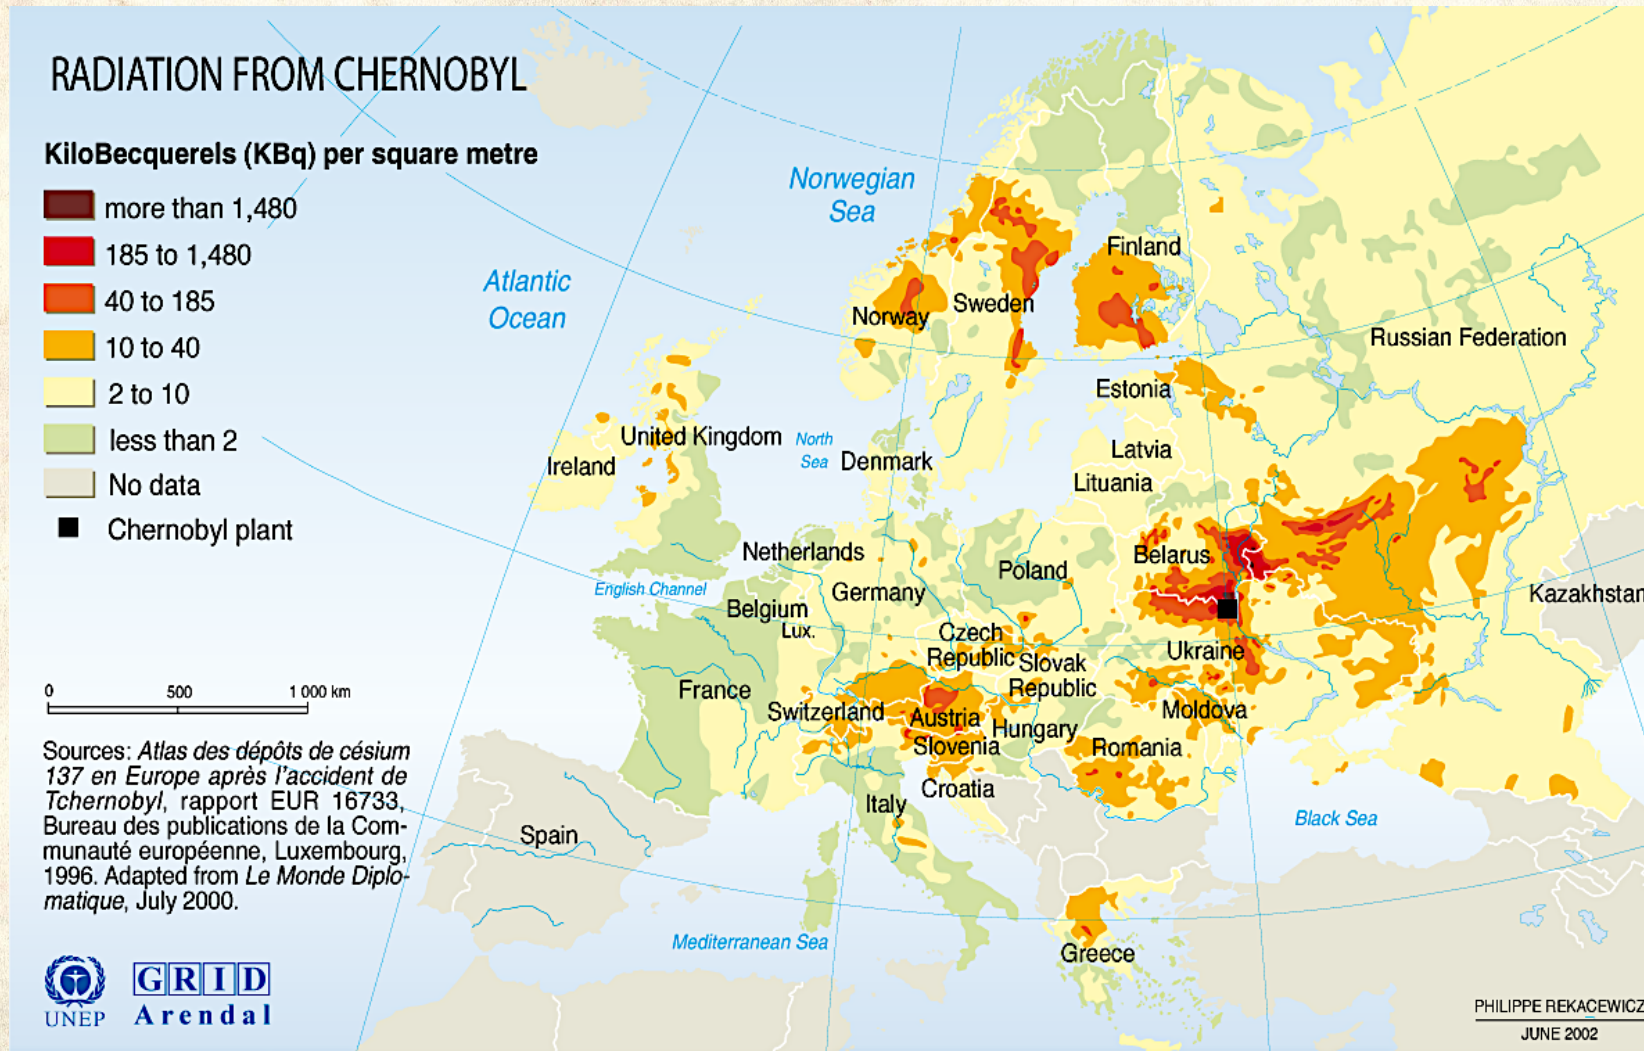 RADIATION FROM CHERNOBYL
KiloBecquerels (KBq) per square metre
more than 1,480
185 to 1,480
40 to 185
10 to 40
2 to 10
less than 2
No data
Chernobyl plant
0 500 1 000 km
Sources: Atlas des dépôts de césium
137 en Europe après l'accident de
Tchernobyl, rapport EUR 16733,
Bureau des publications de la Com-
munauté européenne, Luxembourg,
1996. Adapted from Le Monde Diplo-
matique, July 2000.
UNEP
GRID
Arendal
Norwegian
Sea
Atlantic
Ocean
Finland
Sweden
Norway
Russian Federation
Estonia
United Kingdom
North
Sea
Denmark
Latvia
Ireland
Lituania
Netherlands
Belarus
Poland
English Channel
Germany
Kazakhstan
Belgium
Lux.
Czech
Republic
Slovak
Republic
Ukraine
France
Switzerland
Austria
Moldova
Hungary
Slovenia
Romania
Croatia
Italy
Black Sea
Spain
Mediterranean Sea
Greece
PHILIPPE REKACEWICZ
JUNE 2002